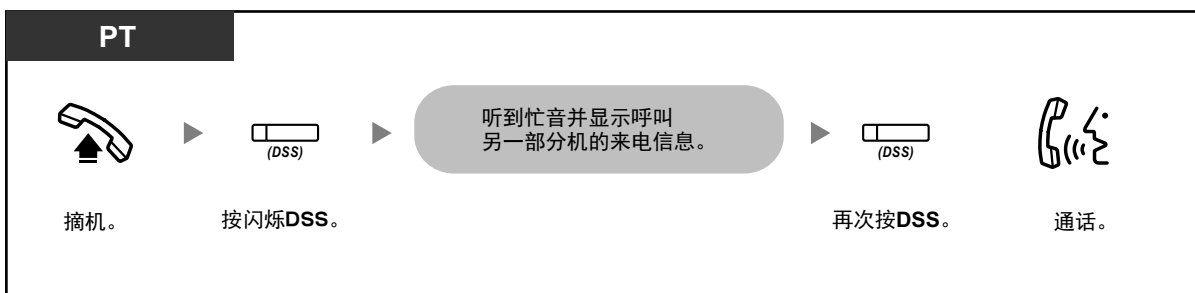 PT
听到忙音并显示呼叫
另一部分机的来电信息。
(DSS)
(DSS)
摘机。
按闪烁DSS。
再次按DSS。
通话。